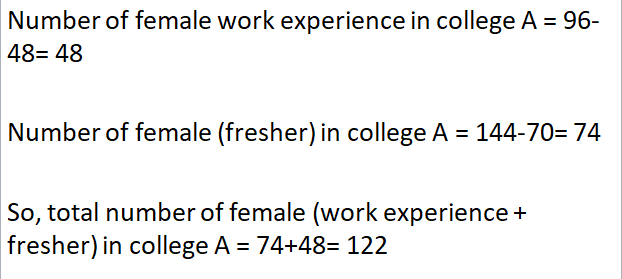 Number of female work experience in college A = 96-
48= 48
Number of female (fresher) in college A = 144-70= 74
So, total number of female (work experience +
fresher) in college A = 74+48= 122